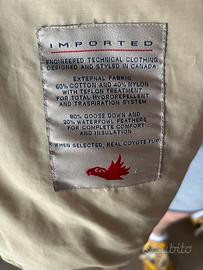 IMPORTED
ENGINEERED TECHNICAL CLOTHING
DESIGNED AND STYLED IN CANADA
EXTERNAL FABRIC
60% COTTON AND 40% NYLON
WITH TEFLON TREATMENT
FOR TOTAL HYDROREPELLENT
AND TRASPIRATION SYSTEM
80% GOOSE DOWN AND
20% WATERFOWL FEATHERS
FOR COMPLETE COMFORT
AND INSULATION
WHEN SELECTED, REAL COYOTE FUR
subito